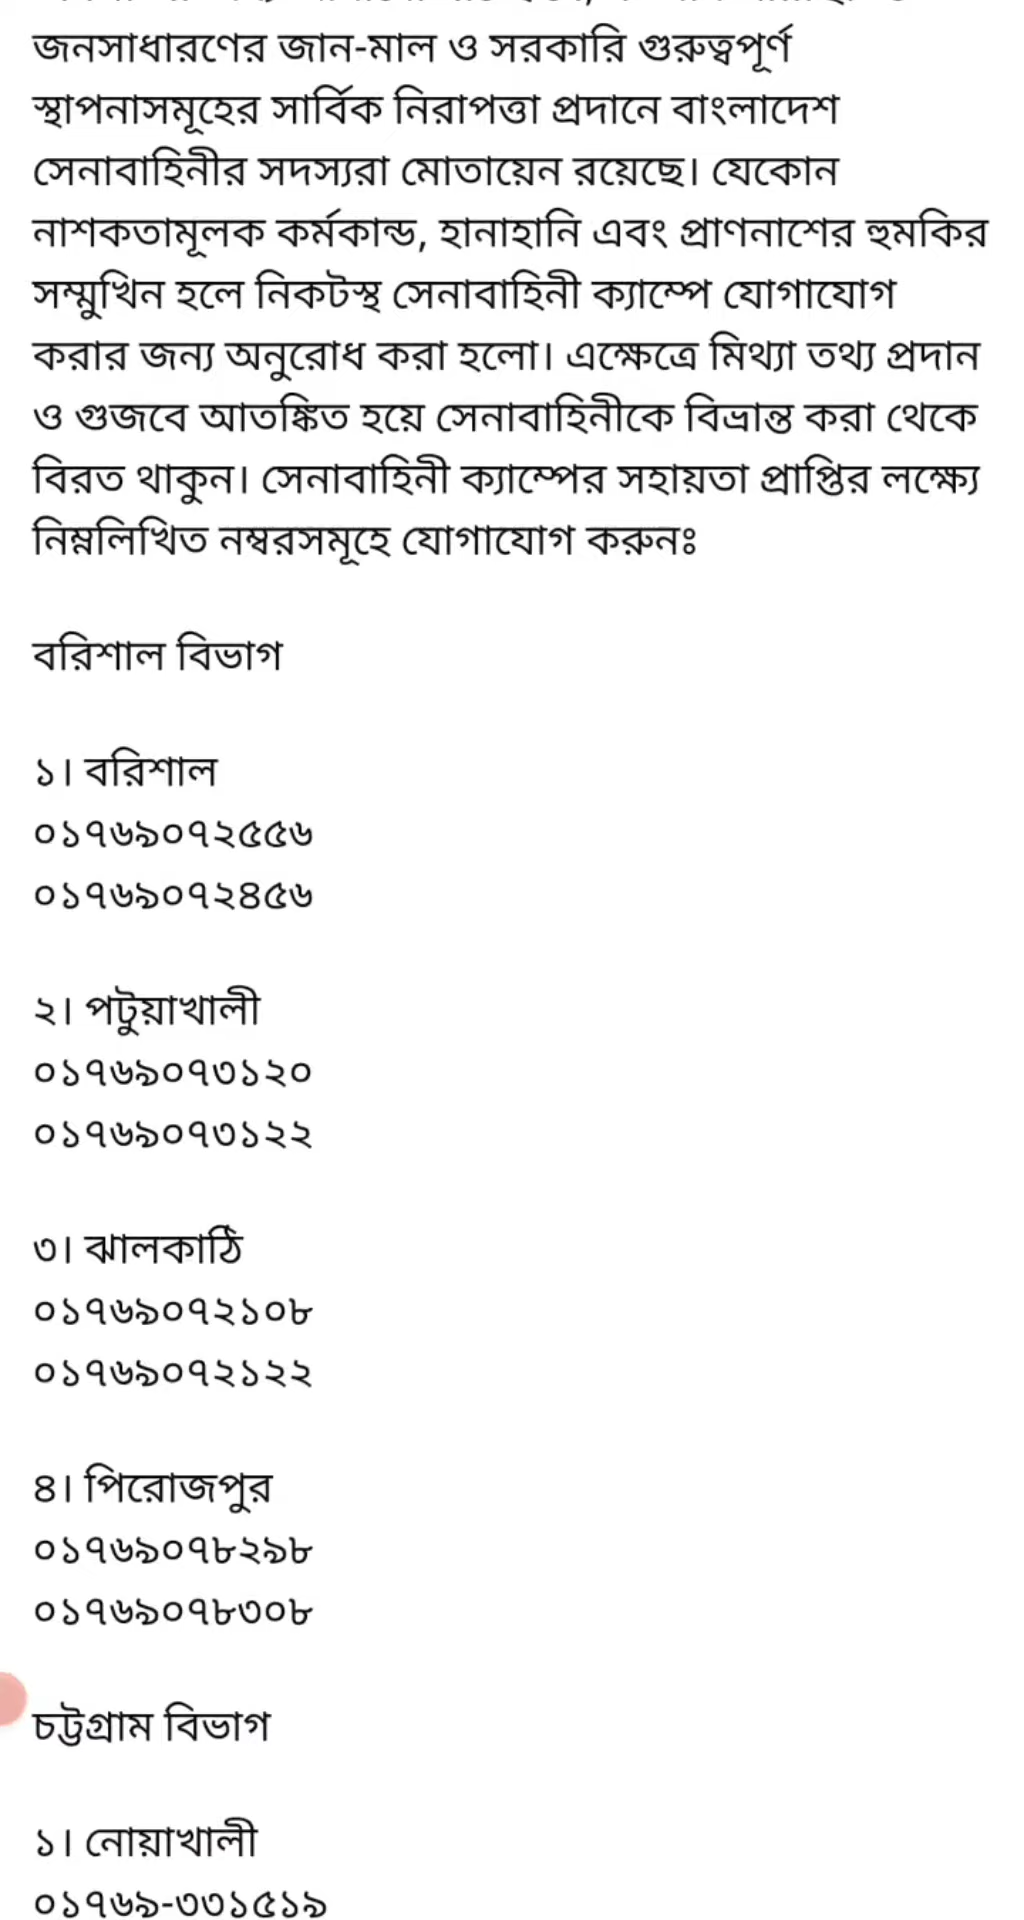 জনসাধারণের জান-মাল ও সরকারি গুরুত্বপূর্ণ
স্থাপনাসমূহের সার্বিক নিরাপত্তা প্রদানে বাংলাদেশ
সেনাবাহিনীর সদস্যরা মোতায়েন রয়েছে। যেকোন
নাশকতামূলক কর্মকান্ড, হানাহানি এবং প্রাণনাশের হুমকির
সম্মুখিন হলে নিকটস্থ সেনাবাহিনী ক্যাম্পে যোগাযোগ
করার জন্য অনুরোধ করা হলো। এক্ষেত্রে মিথ্যা তথ্য প্রদান
ও গুজবে আতঙ্কিত হয়ে সেনাবাহিনীকে বিভ্রান্ত করা থেকে
বিরত থাকুন। সেনাবাহিনী ক্যাম্পের সহায়তা প্রাপ্তির লক্ষ্যে
নিম্নলিখিত নম্বরসমূহে যোগাযোগ করুনঃ
বরিশাল বিভাগ
১। বরিশাল
০১৭৬৯০৭২৫৫৬
০১৭৬৯০৭২৪৫৬
২। পটুয়াখালী
০১৭৬৯০৭৩১২০
০১৭৬৯০৭৩১২২
৩। ঝালকাঠি
০১৭৬৯০৭২১০৮
০১৭৬৯০৭২১২২
৪। পিরোজপুর
০১৭৬৯০৭৮২৯৮
০১৭৬৯০৭৮৩০৮
চট্টগ্রাম বিভাগ
১। নোয়াখালী
০১৭৬৯-৩৩১৫১৯